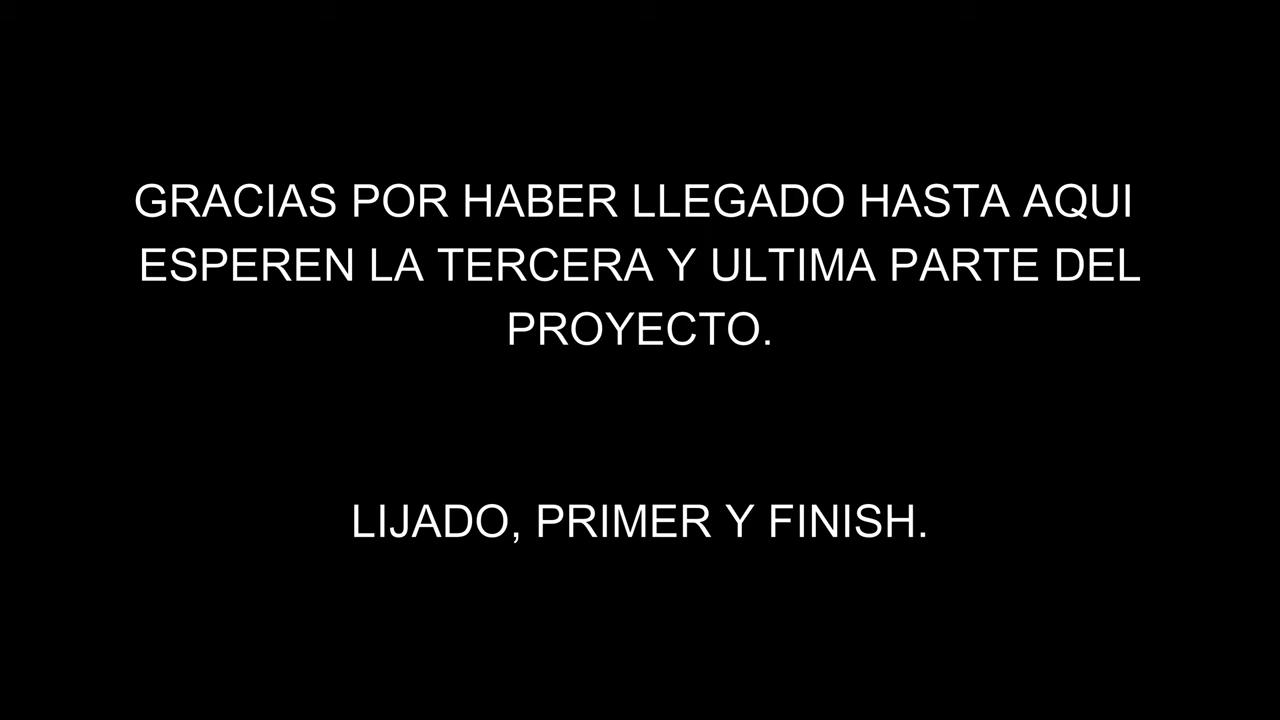 GRACIAS POR HABER LLEGADO HASTA AQUI
ESPEREN LA TERCERA Y ULTIMA PARTE DEL
PROYECTO.
LIJADO, PRIMER Y FINISH.